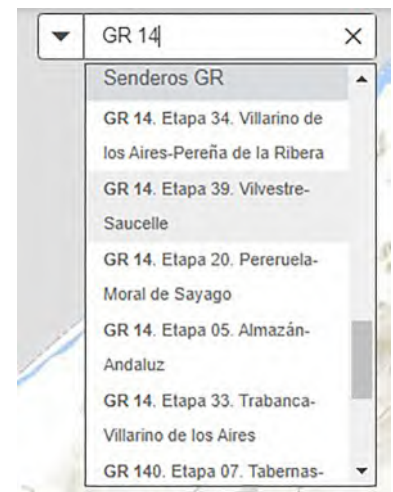 GR 14
Senderos GR
GR 14. Etapa 34. Villarino de
los Aires-Pereña de la Ribera
GR 14. Etapa 39. Vilvestre-
Saucelle
GR 14. Etapa 20. Pereruela-
Moral de Sayago
GR 14. Etapa 05. Almazán-
Andaluz
GR 14. Etapa 33. Trabanca-
Villarino de los Aires
GR 140. Etapa 07. Tabernas-